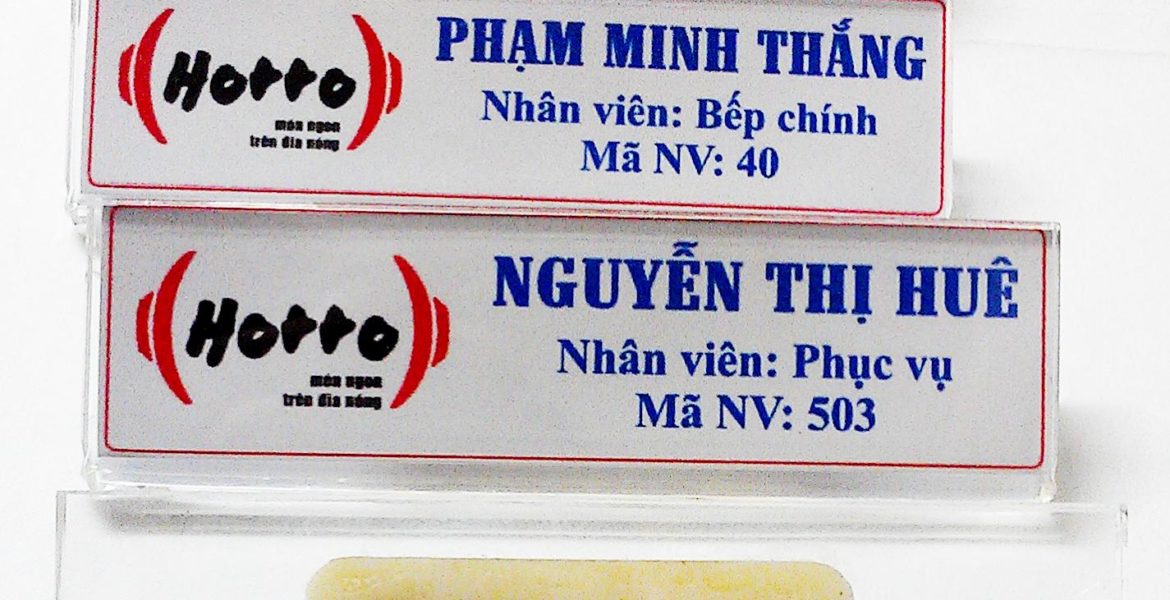 Hotto
món ngon
trên đĩa nóng
PHẠM MINH THẮNG
Nhân viên: Bếp chính
Mã NV: 40
Hotto
món ngon
trên đĩa nóng
NGUYỄN THỊ HUÊ
Nhân viên: Phục vụ
Mã NV: 503